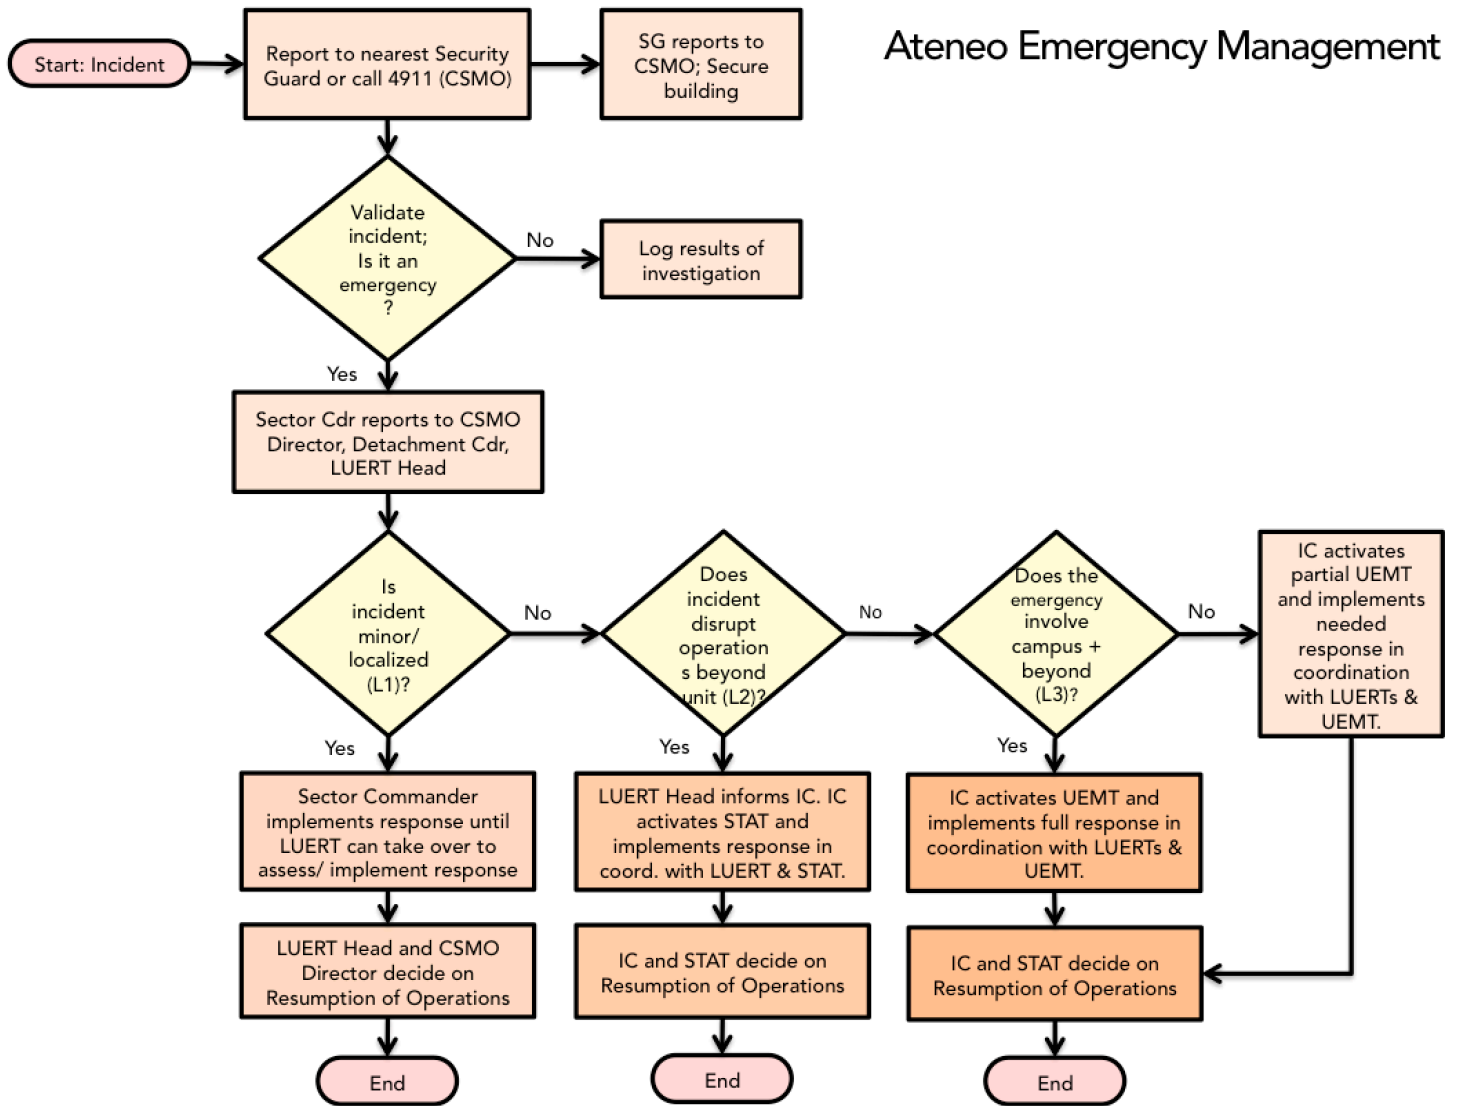 Ateneo Emergency Management
Start: Incident
Report to nearest Security
Guard or call 4911 (CSMO)
SG reports to
CSMO; Secure
building
Validate
incident;
Is it an
emergency
?
No
Log results of
investigation
Yes
Sector Cdr reports to CSMO
Director, Detachment Cdr,
LUERT Head
Is
incident
minor/
localized
(L1)?
No
Does
incident
disrupt
operation
s beyond
unit (L2)?
No
Does the
emergency
involve
campus +
beyond
(L3)?
No
IC activates
partial UEMT
and implements
needed
response in
coordination
with LUERTs &
UEMT.
Yes
Sector Commander
implements response until
LUERT can take over to
assess/ implement response
LUERT Head and CSMO
Director decide on
Resumption of Operations
End
Yes
LUERT Head informs IC. IC
activates STAT and
implements response in
coord. with LUERT & STAT.
IC and STAT decide on
Resumption of Operations
End
Yes
IC activates UEMT and
implements full response in
coordination with LUERTs &
UEMT.
IC and STAT decide on
Resumption of Operations
End